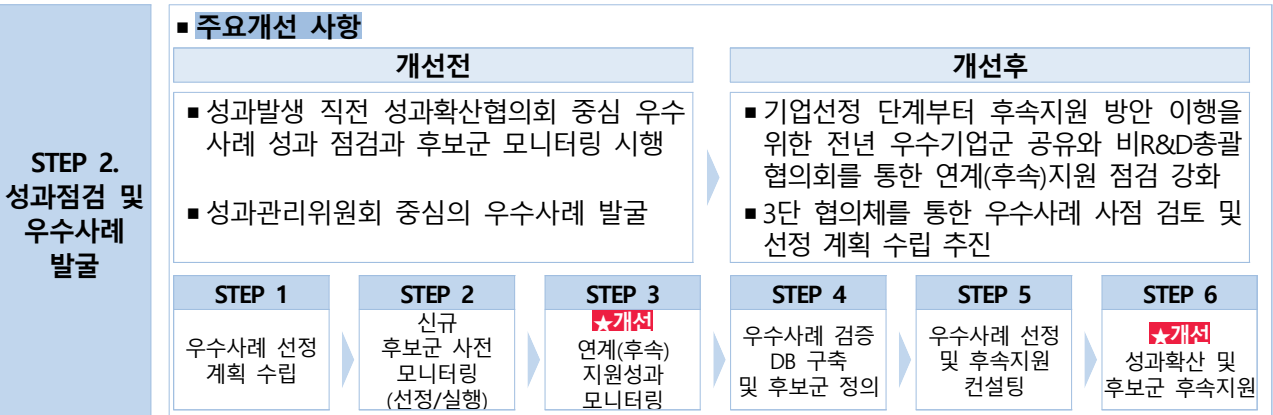 STEP 2.
성과점검 및
우수사례
발굴
▪ 주요개선 사항
개선전
개선후
▪ 성과발생 직전 성과확산협의회 중심 우수
사례 성과 점검과 후보군 모니터링 시행
▪ 성과관리위원회 중심의 우수사례 발굴
▪ 기업선정 단계부터 후속지원 방안 이행을
위한 전년 우수기업군 공유와 비R&D총괄
협의회를 통한 연계(후속)지원 점검 강화
▪ 3단 협의체를 통한 우수사례 사점 검토 및
선정 계획 수립 추진
STEP 1
우수사례 선정
계획 수립
STEP 2
신규
후보군 사전
모니터링
(선정/실행)
STEP 3
★개선
연계(후속)
지원성과
모니터링
STEP 4
우수사례 검증
DB 구축
및 후보군 정의
STEP 5
우수사례 선정
및 후속지원
컨설팅
STEP 6
★개선
성과확산 및
후보군 후속지원